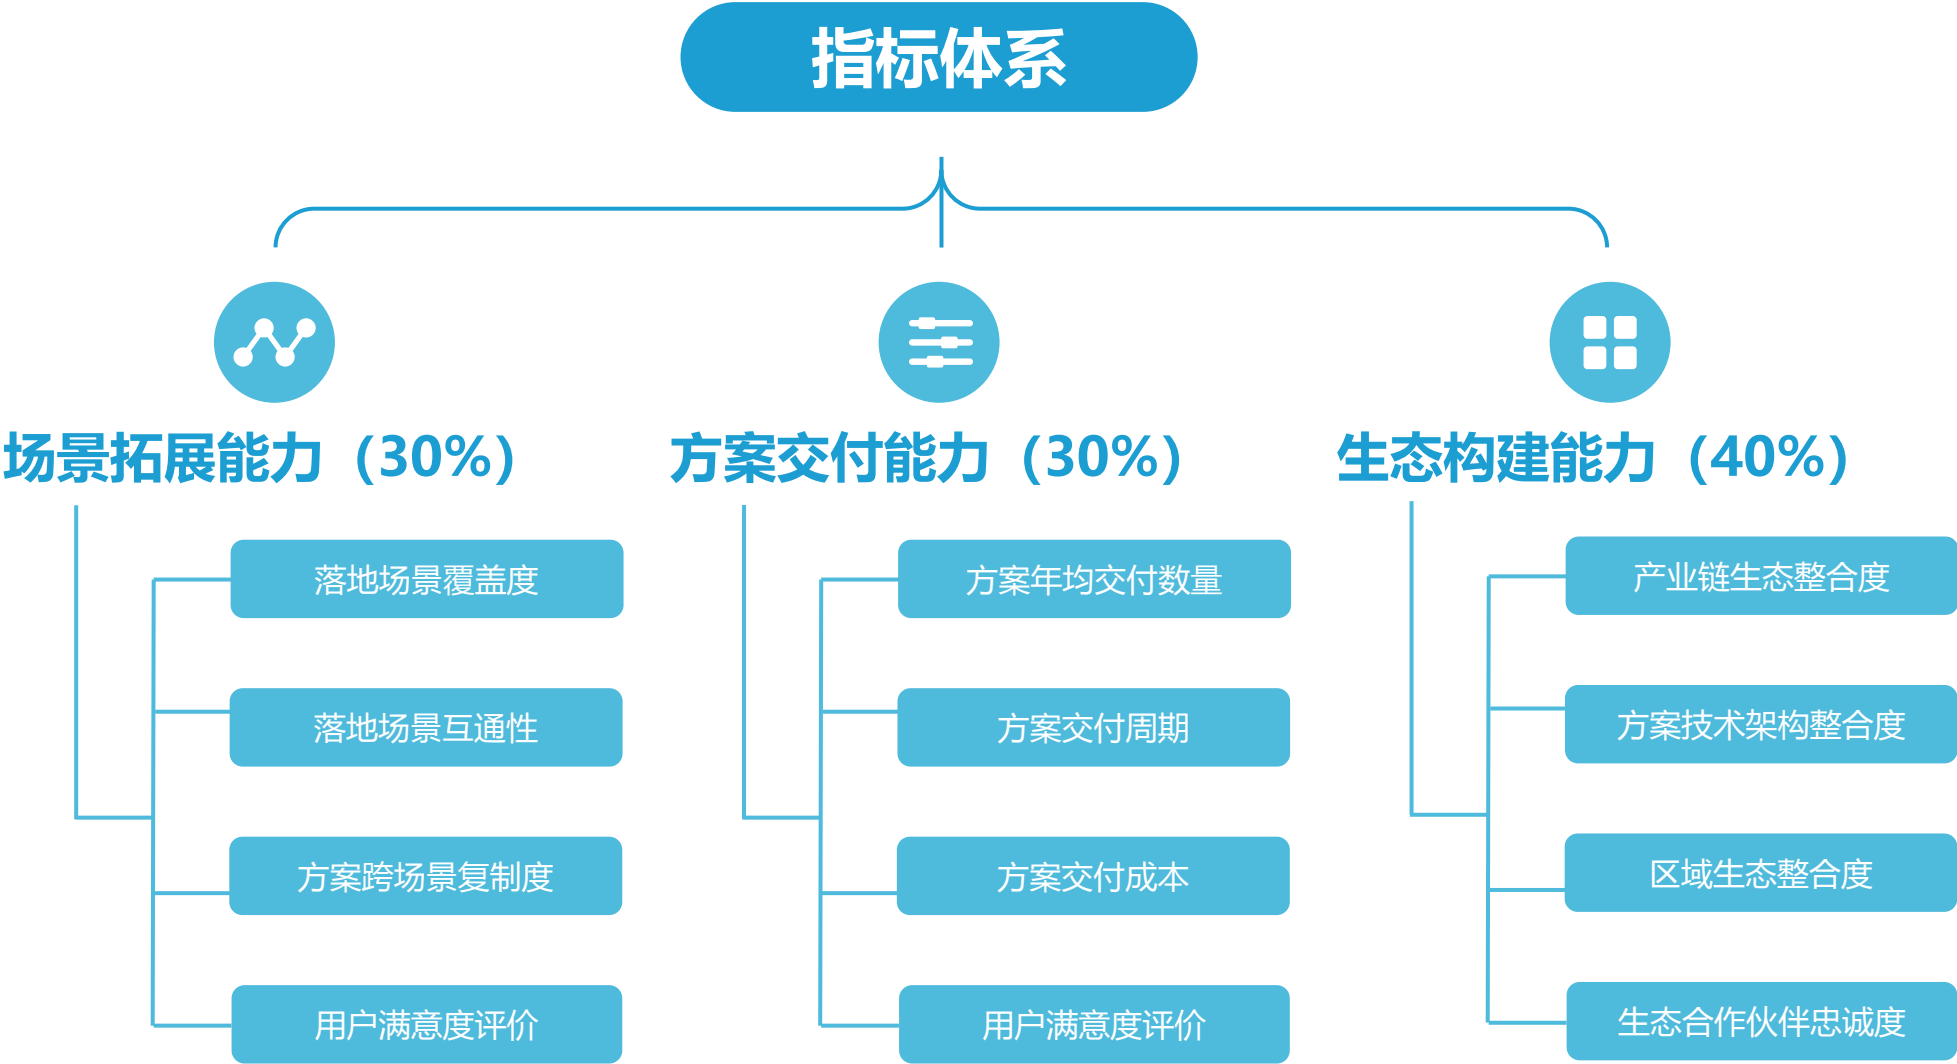 指标体系
场景拓展能力（30%）
落地场景覆盖度
落地场景互通性
方案跨场景复制度
用户满意度评价
方案交付能力（30%）
方案年均交付数量
方案交付周期
方案交付成本
用户满意度评价
生态构建能力（40%）
产业链生态整合度
方案技术架构整合度
区域生态整合度
生态合作伙伴忠诚度